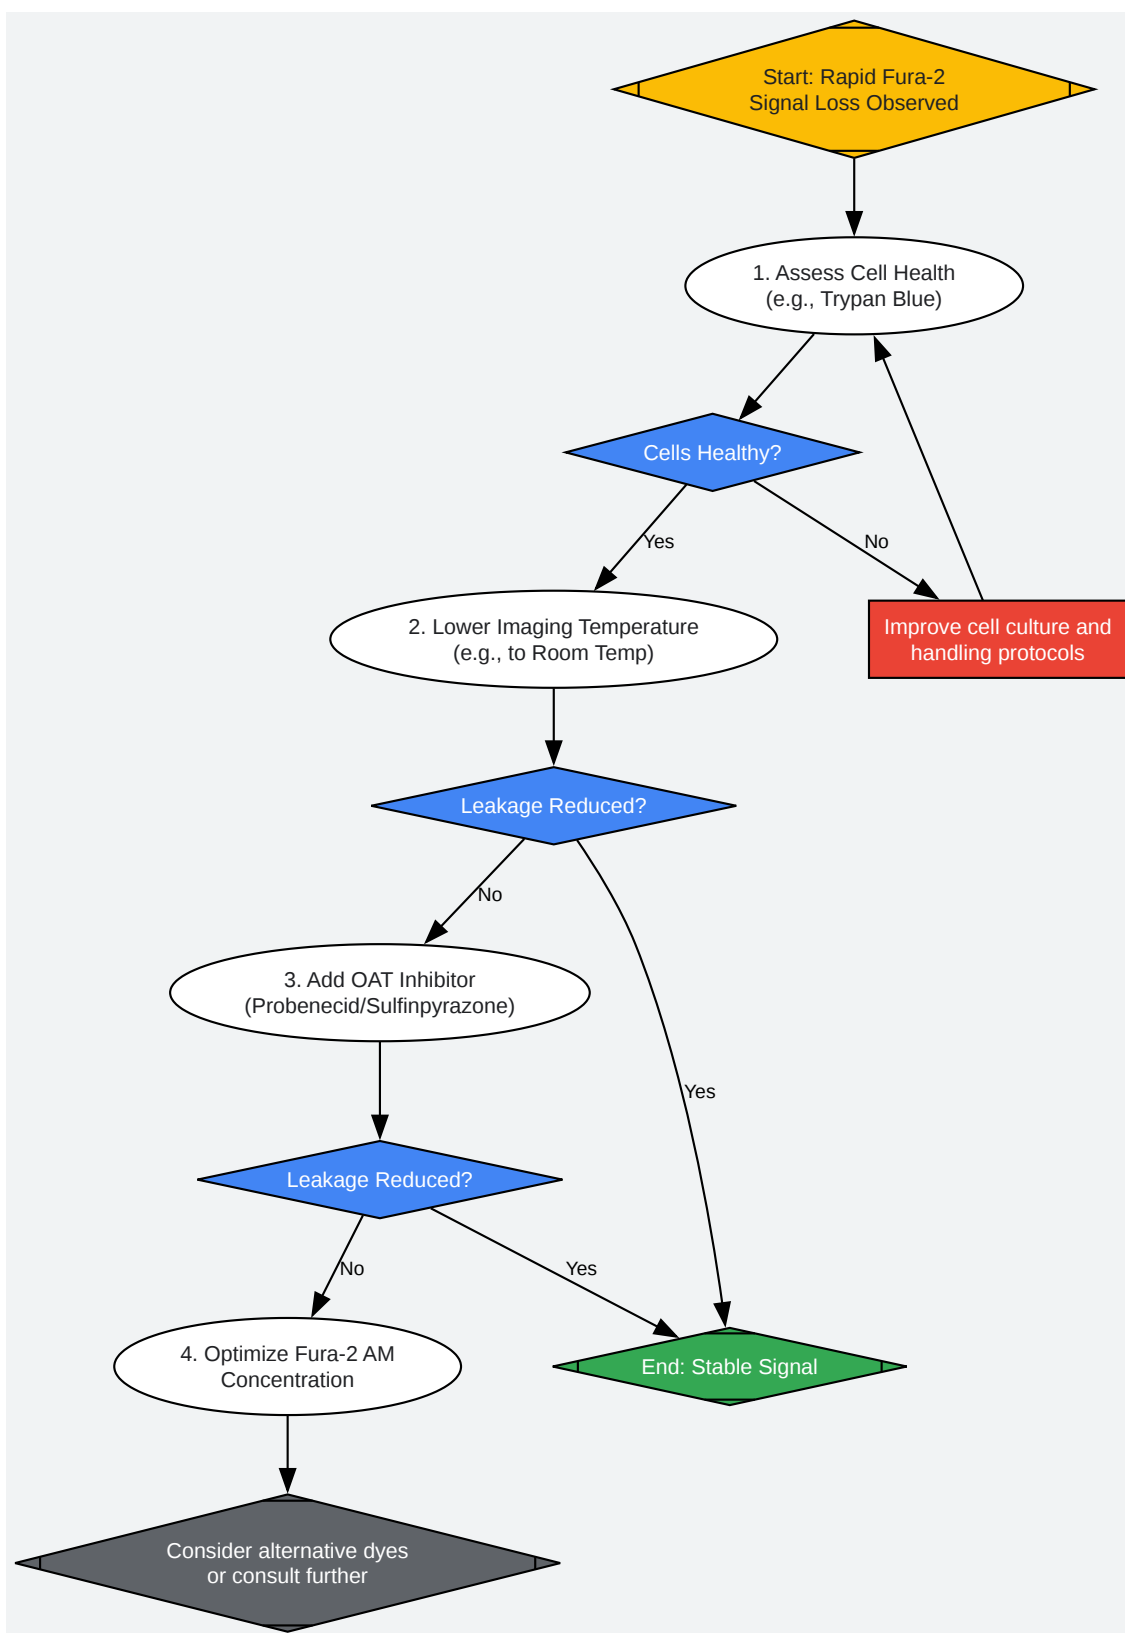 Start: Rapid Fura-2
Signal Loss Observed
1. Assess Cell Health
(e.g., Trypan Blue)
Cells Healthy?
Yes
No
Improve cell culture and
handling protocols
2. Lower Imaging Temperature
(e.g., to Room Temp)
Leakage Reduced?
No
Yes
3. Add OAT Inhibitor
(Probenecid/Sulfinpyrazone)
Leakage Reduced?
No
Yes
4. Optimize Fura-2 AM
Concentration
End: Stable Signal
Consider alternative dyes
or consult further